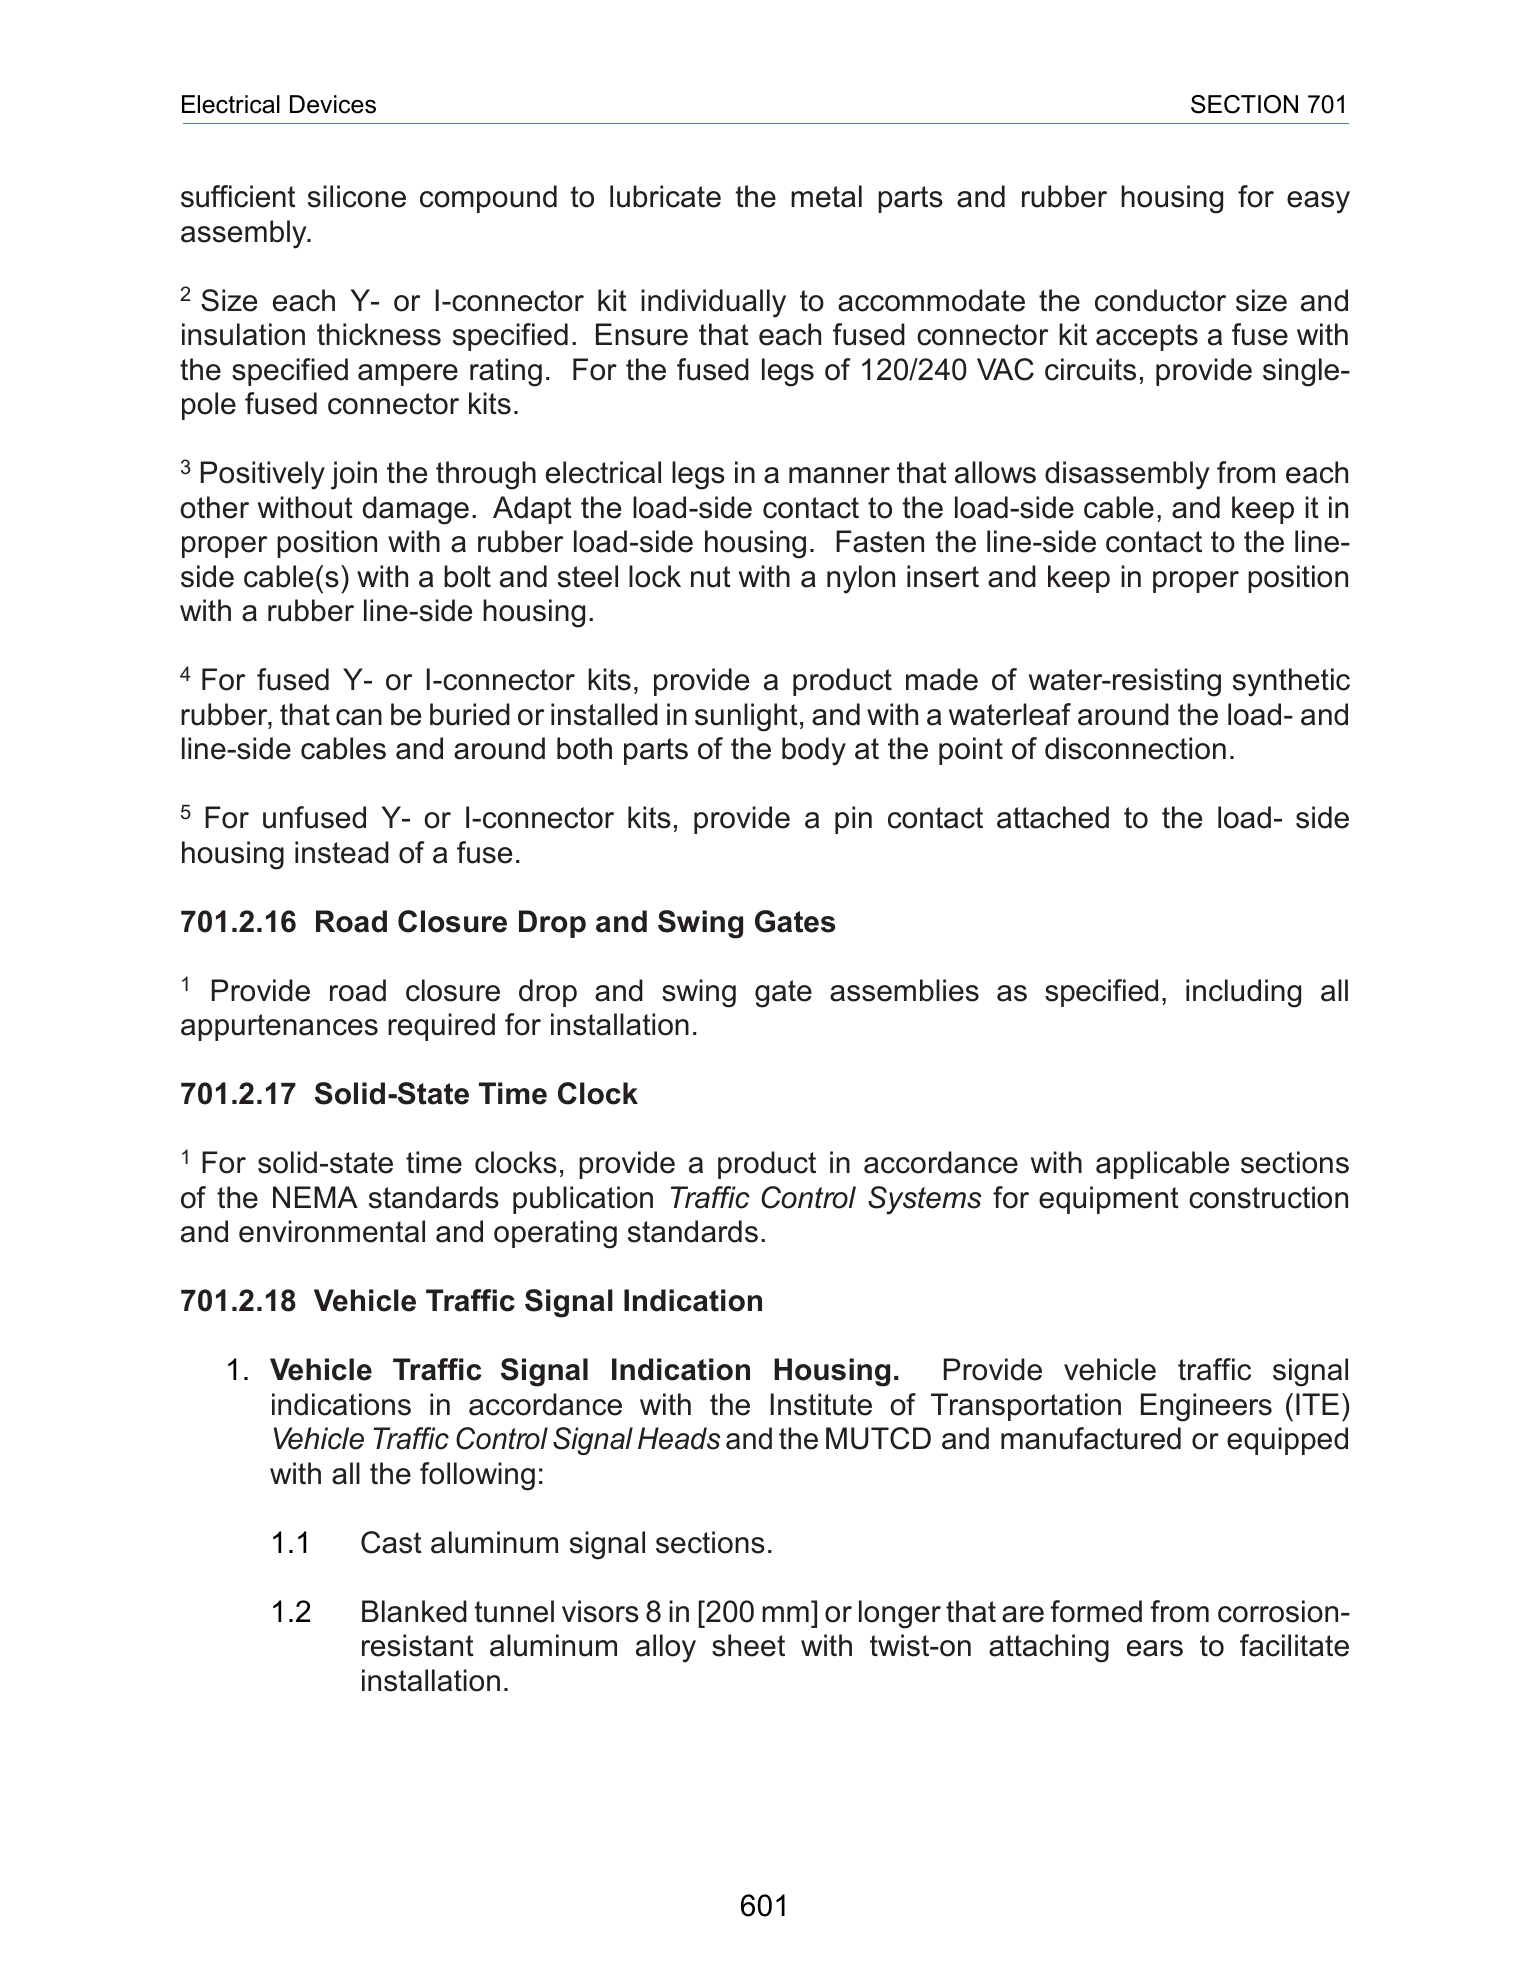 Electrical Devices SECTION 701
sufficient silicone compound to lubricate the metal parts and rubber housing for easy
assembly.
2 Size each Y- or I-connector kit individually to accommodate the conductor size and
insulation thickness specified. Ensure that each fused connector kit accepts a fuse with
the specified ampere rating. For the fused legs of 120/240 VAC circuits, provide single-
pole fused connector kits.
3 Positively join the through electrical legs in a manner that allows disassembly from each
other without damage. Adapt the load-side contact to the load-side cable, and keep it in
proper position with a rubber load-side housing. Fasten the line-side contact to the line-
side cable(s) with a bolt and steel lock nut with a nylon insert and keep in proper position
with a rubber line-side housing.
4 For fused Y- or I-connector kits, provide a product made of water-resisting synthetic
rubber, that can be buried or installed in sunlight, and with a waterleaf around the load- and
line-side cables and around both parts of the body at the point of disconnection.
5 For unfused Y- or I-connector kits, provide a pin contact attached to the load- side
housing instead of a fuse.
701.2.16 Road Closure Drop and Swing Gates
1 Provide road closure drop and swing gate assemblies as specified, including all
appurtenances required for installation.
701.2.17 Solid-State Time Clock
1 For solid-state time clocks, provide a product in accordance with applicable sections
of the NEMA standards publication Traffic Control Systems for equipment construction
and environmental and operating standards.
701.2.18 Vehicle Traffic Signal Indication
1. Vehicle Traffic Signal Indication Housing. Provide vehicle traffic signal
indications in accordance with the Institute of Transportation Engineers (ITE)
Vehicle Traffic Control Signal Heads and the MUTCD and manufactured or equipped
with all the following:
1.1 Cast aluminum signal sections.
1.2 Blanked tunnel visors 8 in [200 mm] or longer that are formed from corrosion-
resistant aluminum alloy sheet with twist-on attaching ears to facilitate
installation.
601